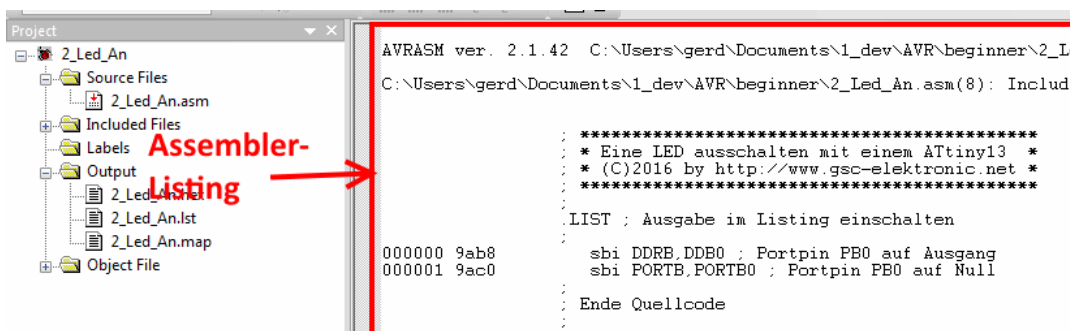 Project
2_Led_An
Source Files
2_Led_An.asm
Included Files
Labels
Output
2_Led_An.hex
2_Led_An.lst
2_Led_An.map
Object File
Assembler-
Listing
AVRASM ver. 2.1.42  C:\Users\gerd\Documents\1_dev\AVR\beginner\2_L
C:\Users\gerd\Documents\1_dev\AVR\beginner\2_Led_An.asm(8): Includ
; *********************************************
; * Eine LED ausschalten mit einem ATtiny13  *
; * (C)2016 by http://www.gsc-elektronic.net *
; *********************************************
;
.LIST ; Ausgabe im Listing einschalten
;
000000 9ab8 sbi DDRB,DDB0 ; Portpin PB0 auf Ausgang
000001 9ac0 sbi PORTB,PORTB0 ; Portpin PB0 auf Null
;
; Ende Quellcode
;